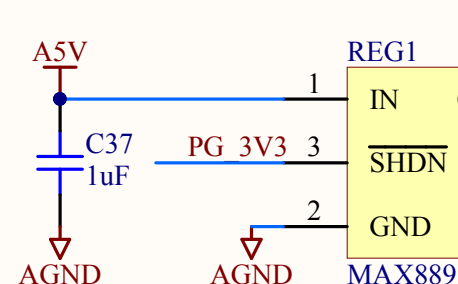 A5V
REG1
1
IN
C37
1uF
PG_3V3
3
SHDN
2
GND
AGND
AGND
MAX889